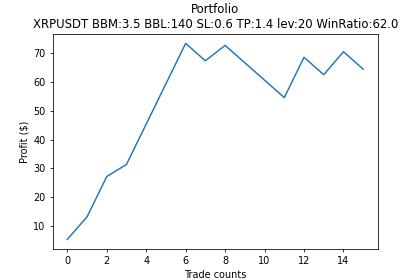 Portfolio
XRPUSDT BBM:3.5 BBL:140 SL:0.6 TP:1.4 lev:20 WinRatio:62.0
70
60
50
40
30
20
10
Profit ($)
0 2 4 6 8 10 12 14
Trade counts